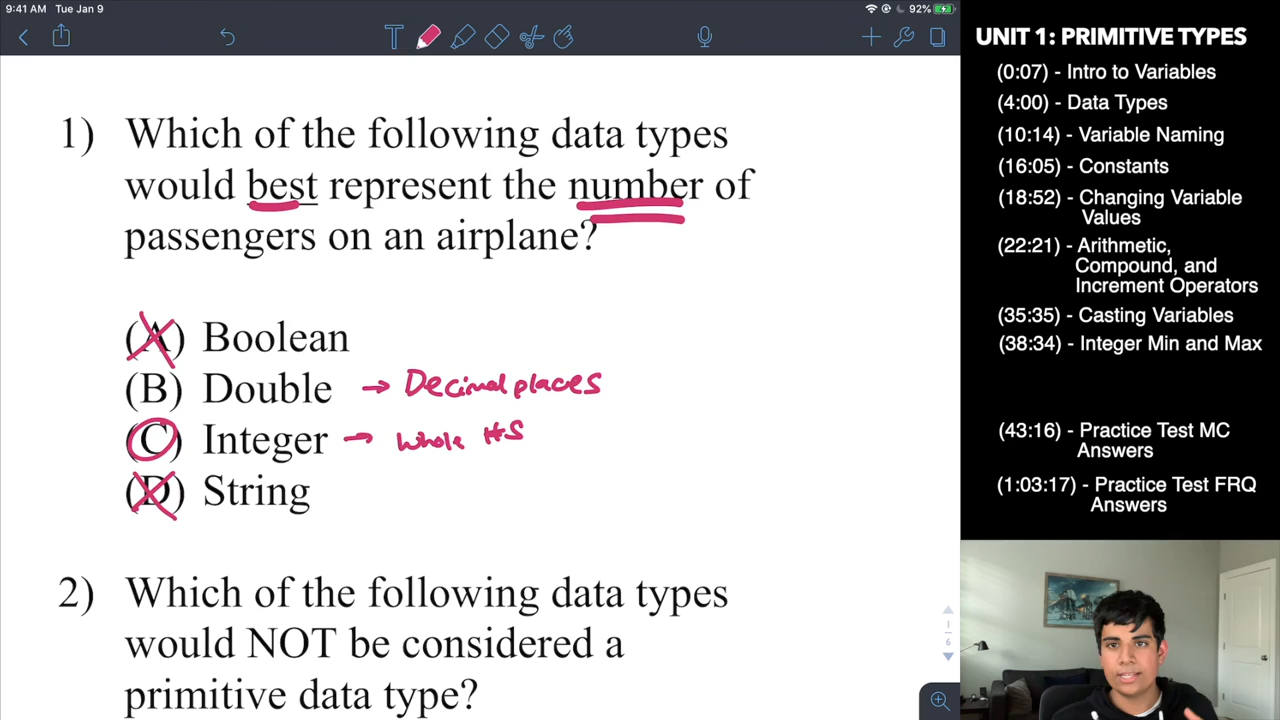 9:41 AM Tue Jan 9
92%
T
1) Which of the following data types
would best represent the number of
passengers on an airplane?
(A) Boolean
(B) Double → Decimal places
(C) Integer → whole #s
(D) String
2) Which of the following data types
would NOT be considered a
primitive data type?
1
6
UNIT 1: PRIMITIVE TYPES
(0:07) - Intro to Variables
(4:00) - Data Types
(10:14) - Variable Naming
(16:05) - Constants
(18:52) - Changing Variable
Values
(22:21) - Arithmetic,
Compound, and
Increment Operators
(35:35) - Casting Variables
(38:34) - Integer Min and Max
(43:16) - Practice Test MC
Answers
(1:03:17) - Practice Test FRQ
Answers